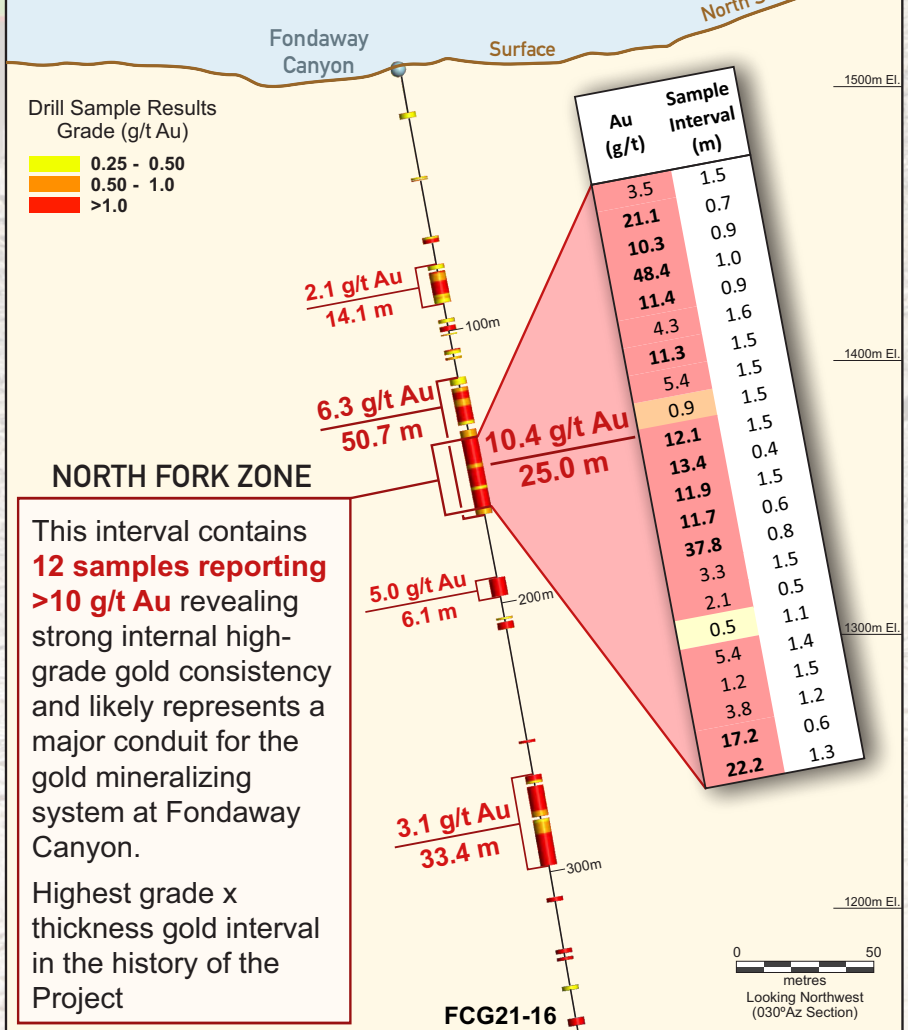 North
Fondaway
Canyon
Surface
1500m El.
Drill Sample Results
Grade (g/t Au)
0.25 - 0.50
0.50 - 1.0
>1.0
Au
(g/t)
Sample
Interval
(m)
3.5 1.5
21.1 0.7
10.3 0.9
48.4 1.0
11.4 0.9
4.3 1.6
11.3 1.5
5.4 1.5
0.9 1.5
12.1 1.5
13.4 0.4
11.9 1.5
11.7 0.6
37.8 0.8
3.3 1.5
2.1 0.5
0.5 1.1
5.4 1.4
1.2 1.5
3.8 1.2
17.2 0.6
22.2 1.3
2.1 g/t Au
14.1 m
100m
1400m El.
6.3 g/t Au
50.7 m
10.4 g/t Au
25.0 m
NORTH FORK ZONE
This interval contains
12 samples reporting
>10 g/t Au revealing
strong internal high-
grade gold consistency
and likely represents a
major conduit for the
gold mineralizing
system at Fondaway
Canyon.
Highest grade x
thickness gold interval
in the history of the
Project
5.0 g/t Au
6.1 m
200m
1300m El.
3.1 g/t Au
33.4 m
300m
1200m El.
0 50
metres
Looking Northwest
(030ºAz Section)
FCG21-16